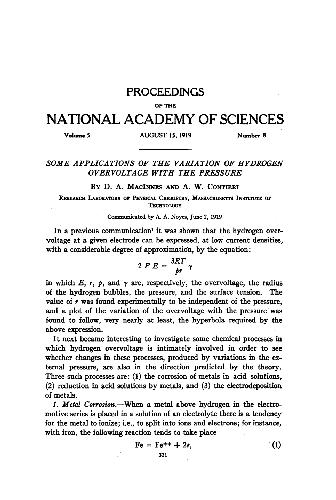 PROCEEDINGS
OF THE
NATIONAL ACADEMY OF SCIENCES
Volume 5 AUGUST 15, 1919 Number 8
SOME APPLICATIONS OF THE VARIATION OF HYDROGEN
OVERVOLTAGE WITH THE PRESSURE
BY D. A. MACINNES AND A. W. CONTIERI
RESEARCH LABORATORY OF PHYSICAL CHEMISTRY, MASSACHUSETTS INSTITUTE OF
TECHNOLOGY
Communicated by A. A. Noyes, June 7, 1919
In a previous communication¹ it was shown that the hydrogen over-
voltage at a given electrode can be expressed, at low current densities,
with a considerable degree of approximation, by the equation:
2 F E = 3RT/pr γ
in which E, r, p, and γ are, respectively, the overvoltage, the radius
of the hydrogen bubbles, the pressure, and the surface tension. The
value of r was found experimentally to be independent of the pressure,
and a plot of the variation of the overvoltage with the pressure was
found to follow, very nearly at least, the hyperbola required by the
above expression.
It next became interesting to investigate some chemical processes in
which hydrogen overvoltage is intimately involved in order to see
whether changes in these processes, produced by variations in the ex-
ternal pressure, are also in the direction predicted by the theory.
Three such processes are: (1) the corrosion of metals in acid solutions,
(2) reduction in acid solutions by metals, and (3) the electrodeposition
of metals.
1. Metal Corrosion.—When a metal above hydrogen in the electro-
motive series is placed in a solution of an electrolyte there is a tendency
for the metal to ionize; i.e., to split into ions and electrons; for instance,
with iron, the following reaction tends to take place
Fe = Fe⁺⁺ + 2ε, (1)
321